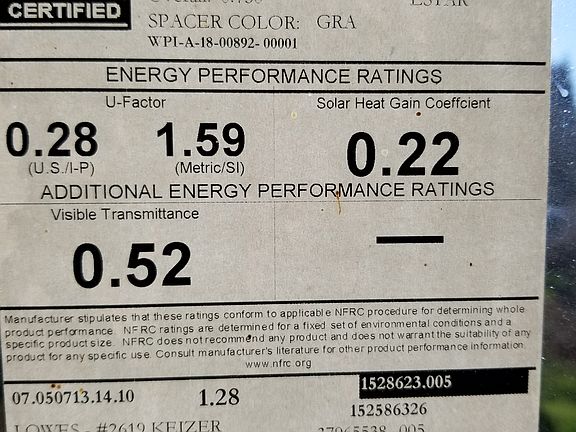 CERTIFIED
ESTAR
SPACER COLOR: GRA
WPI-A-18-00892-00001
ENERGY PERFORMANCE RATINGS
U-Factor
Solar Heat Gain Coeffcient
0.28 1.59 0.22
(U.S./I-P) (Metric/SI)
ADDITIONAL ENERGY PERFORMANCE RATINGS
Visible Transmittance
0.52 —
Manufacturer stipulates that these ratings conform to applicable NFRC procedure for determining whole
product performance. NFRC ratings are determined for a fixed set of environmental conditions and a
specific product size. NFRC does not recommend any product and does not warrant the suitability of any
product for any specific use. Consult manufacturer's literature for other product performance information.
www.nfrc.org
1528623.005
07.050713.14.10 1.28
152586326
LOWES - #2619 KEIZER